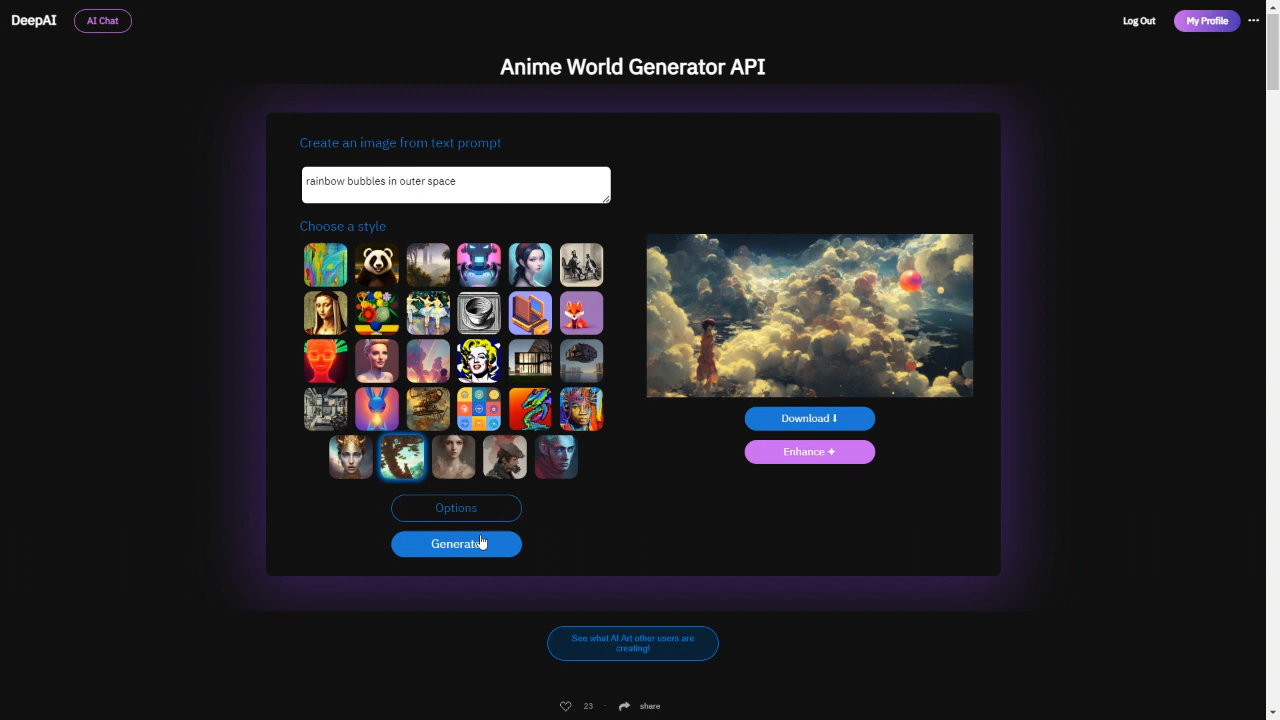 DeepAI
AI Chat
Log Out
My Profile
Anime World Generator API
Create an image from text prompt
rainbow bubbles in outer space
Choose a style
Download
Enhance
Options
Generate
See what AI Art other users are
creating!
23
share